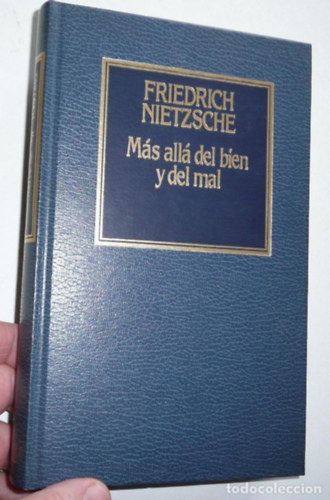 FRIEDRICH
NIETZSCHE
Más allá del bien
y del mal
todocoleccion